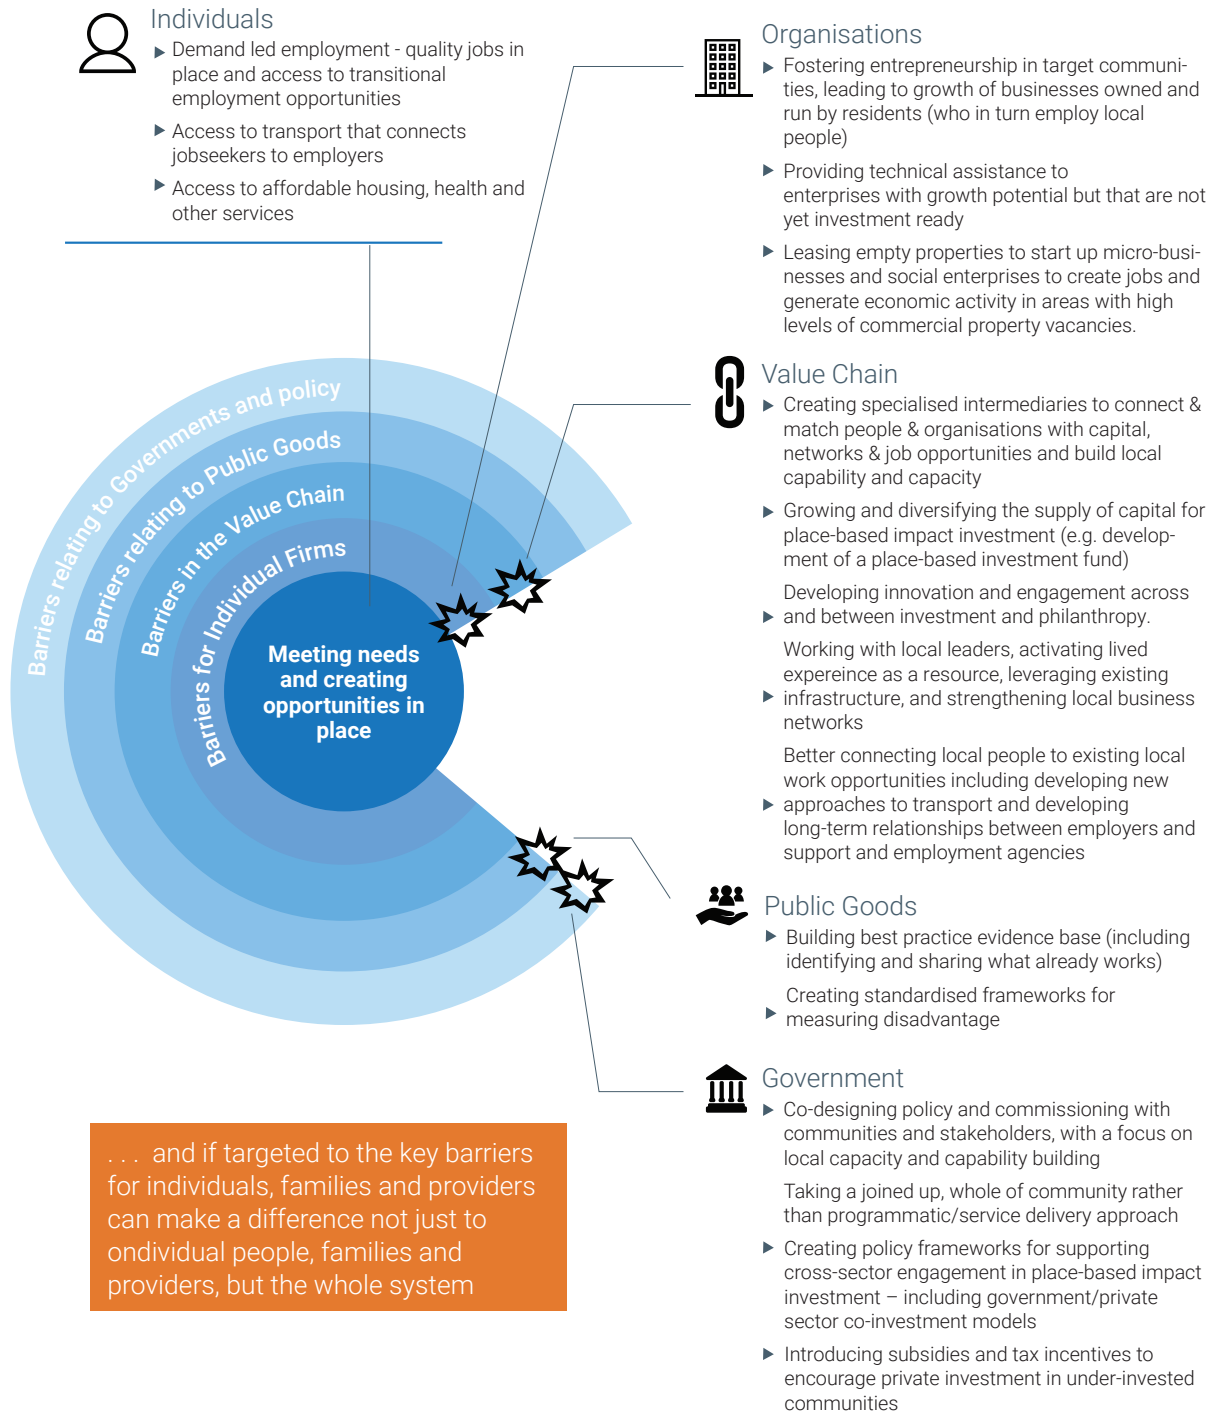 Individuals
Demand led employment - quality jobs in
place and access to transitional
employment opportunities
Access to transport that connects
jobseekers to employers
Access to affordable housing, health and
other services
Organisations
Fostering entrepreneurship in target communi-
ties, leading to growth of businesses owned and
run by residents (who in turn employ local
people)
Providing technical assistance to
enterprises with growth potential but that are not
yet investment ready
Leasing empty properties to start up micro-busi-
nesses and social enterprises to create jobs and
generate economic activity in areas with high
levels of commercial property vacancies.
Value Chain
Creating specialised intermediaries to connect &
match people & organisations with capital,
networks & job opportunities and build local
capability and capacity
Growing and diversifying the supply of capital for
place-based impact investment (e.g. develop-
ment of a place-based investment fund)
Developing innovation and engagement across
and between investment and philanthropy.
Working with local leaders, activating lived
expereince as a resource, leveraging existing
infrastructure, and strengthening local business
networks
Better connecting local people to existing local
work opportunities including developing new
approaches to transport and developing
long-term relationships between employers and
support and employment agencies
Public Goods
Building best practice evidence base (including
identifying and sharing what already works)
Creating standardised frameworks for
measuring disadvantage
Government
Co-designing policy and commissioning with
communities and stakeholders, with a focus on
local capacity and capability building
Taking a joined up, whole of community rather
than programmatic/service delivery approach
Creating policy frameworks for supporting
cross-sector engagement in place-based impact
investment – including government/private
sector co-investment models
Introducing subsidies and tax incentives to
encourage private investment in under-invested
communities
Barriers relating to Governments and policy
Barriers relating to Public Goods
Barriers in the Value Chain
Barriers for Individual Firms
Meeting needs
and creating
opportunities in
place
. . . and if targeted to the key barriers
for individuals, families and providers
can make a difference not just to
ondividual people, families and
providers, but the whole system